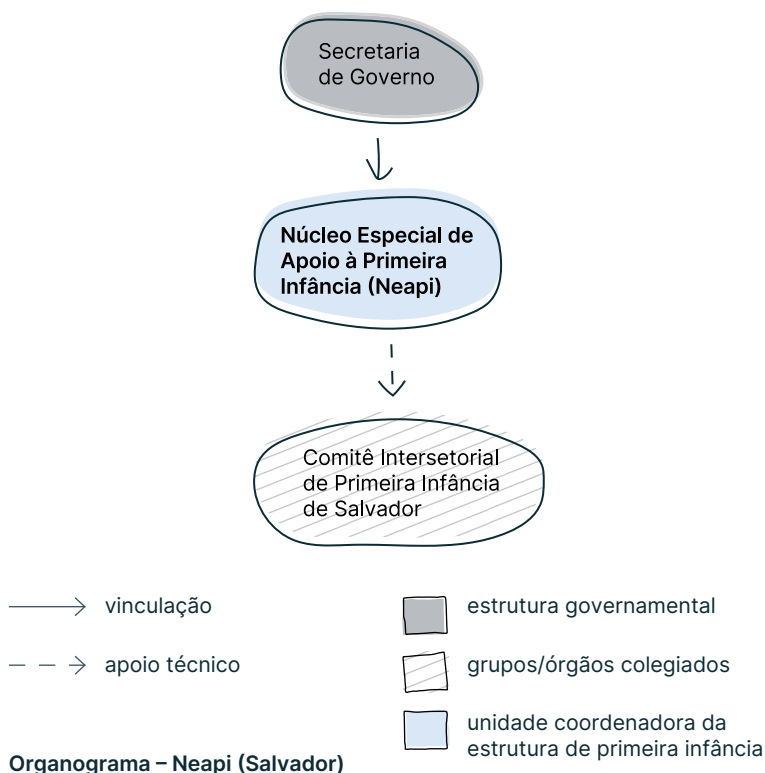 Secretaria
de Governo
Núcleo Especial de
Apoio à Primeira
Infância (Neapi)
Comitê Intersetorial
de Primeira Infância
de Salvador
vinculação
apoio técnico
estrutura governamental
grupos/órgãos colegiados
unidade coordenadora da
estrutura de primeira infância
Organograma – Neapi (Salvador)